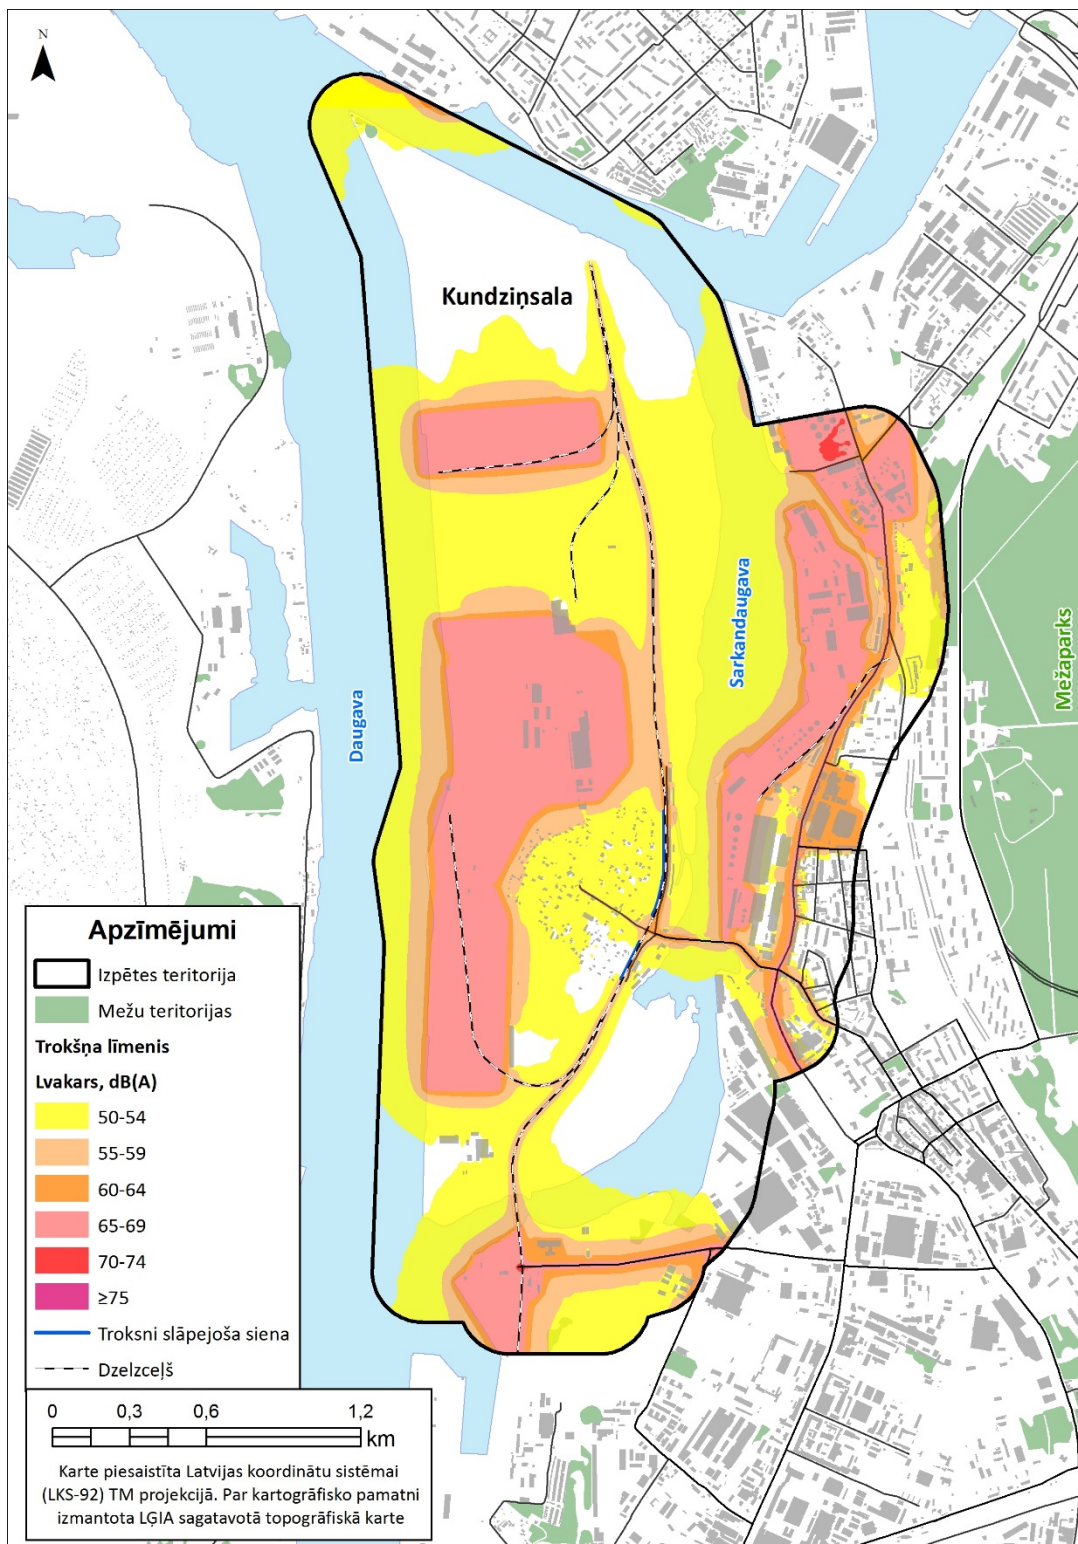 N
Kundziņsala
Sarkandaugava
Daugava
Mežaparks
Apzīmējumi
Izpētes teritorija
Mežu teritorijas
Trokšņa līmenis
Lvakars, dB(A)
50-54
55-59
60-64
65-69
70-74
≥75
Troksni slāpejoša siena
Dzelzceļš
0 0,3 0,6 1,2
km
Karte piesaistīta Latvijas koordinātu sistēmai
(LKS-92) TM projekcijā. Par kartogrāfisko pamatni
izmantota LĢIA sagatavotā topogrāfiskā karte